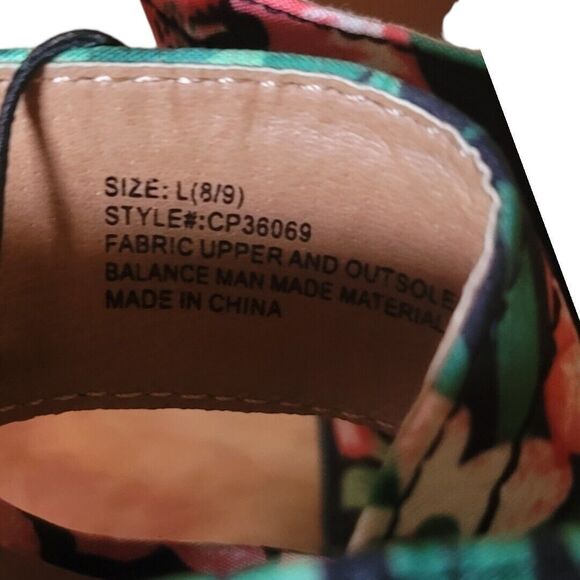 SIZE: L(8/9)
STYLE#:CP36069
FABRIC UPPER AND OUTSOLE
BALANCE MAN MADE MATERIAL
MADE IN CHINA